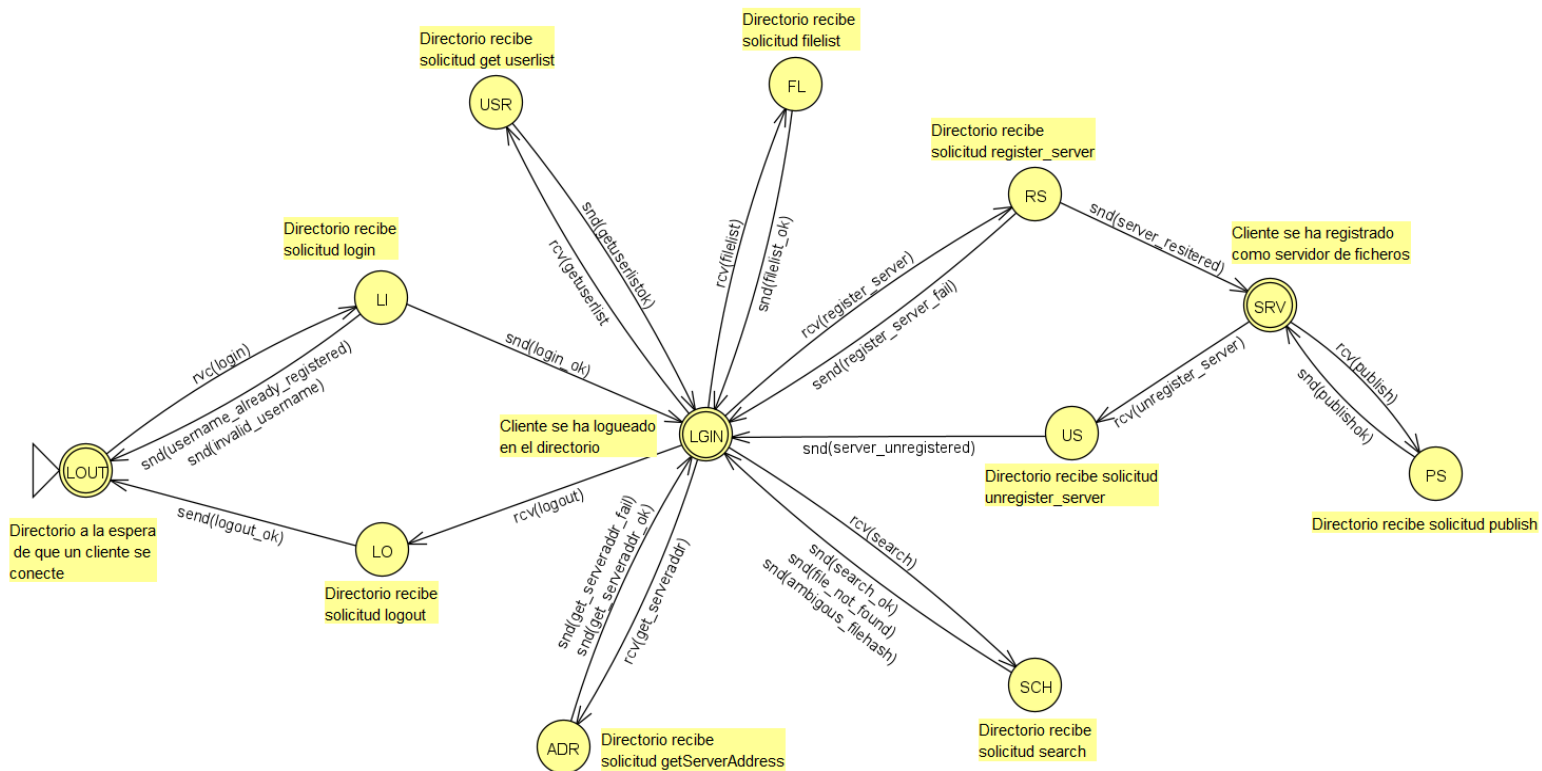 Directorio recibe
solicitud filelist
Directorio recibe
solicitud get userlist
FL
USR
Directorio recibe
solicitud register_server
RS
snd(getuserlistok)
rcv(getuserlist
rcv(filelist)
snd(filelist_ok)
snd(server_resitered)
Directorio recibe
solicitud login
Cliente se ha registrado
como servidor de ficheros
LI
SRV
rcv(register_server)
send(register_server_fail)
rvc(login)
snd(username_already_registered)
snd(invalid_username)
snd(login_ok)
rcv(unregister_server)
rcv(publish)
snd(publishok)
Cliente se ha logueado
en el directorio
LGIN
US
snd(server_unregistered)
LOUT
PS
Directorio recibe solicitud
unregister_server
Directorio recibe solicitud publish
Directorio a la espera
de que un cliente se
conecte
send(logout_ok)
rcv(logout)
LO
Directorio recibe
solicitud logout
snd(get_serveraddr_fail)
snd(get_serveraddr_ok)
rcv(get_serveraddr)
rcv(search)
snd(search_ok)
snd(file_not_found)
snd(ambigous_filehash)
SCH
Directorio recibe
solicitud search
ADR
Directorio recibe
solicitud getServerAddress